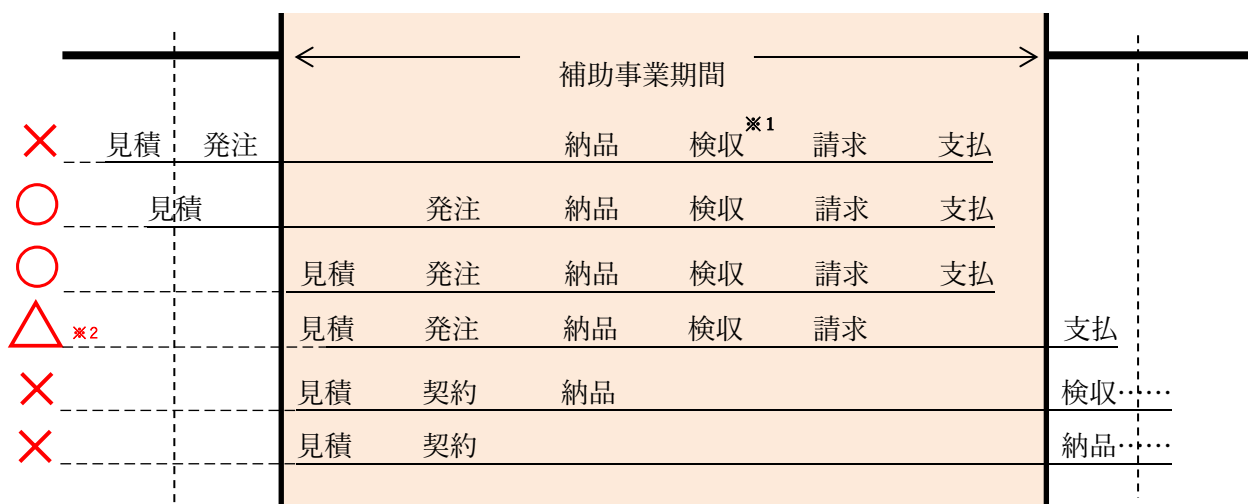 補助事業期間
× 見積 発注 納品 検収※1 請求 支払
○ 見積 発注 納品 検収 請求 支払
○ 見積 発注 納品 検収 請求 支払
△ ※2 見積 発注 納品 検収 請求 支払
× 見積 契約 納品 検収……
× 見積 契約 納品……